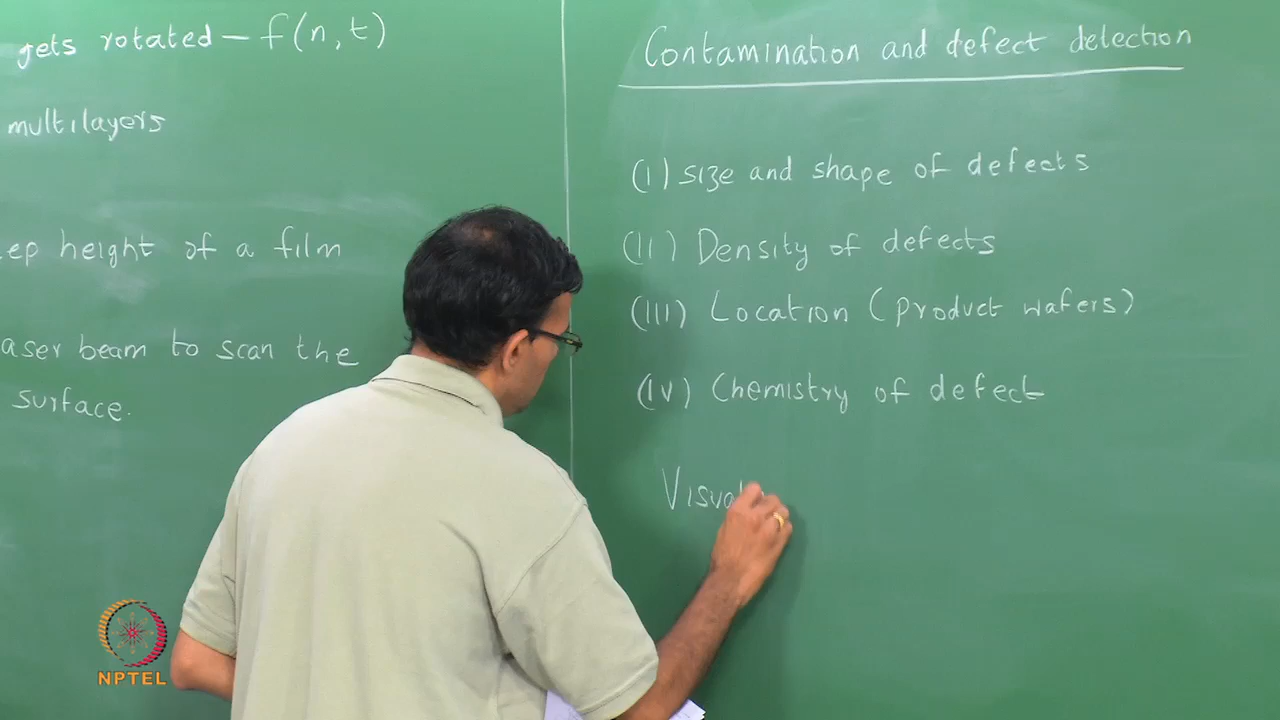 gets rotated – f(n, t)
multilayers
ep height of a film
aser beam to scan the
surface.
Contamination and defect detection
(i) size and shape of defects
(ii) Density of defects
(iii) Location (product wafers)
(iv) Chemistry of defect
Visual
NPTEL